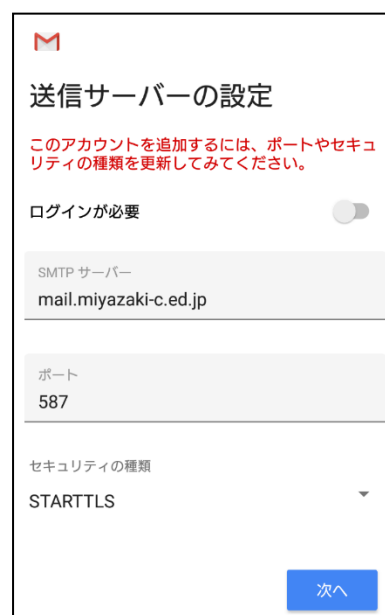 送信サーバーの設定
このアカウントを追加するには、ポートやセキュ
リティの種類を更新してみてください。
ログインが必要
SMTP サーバー
mail.miyazaki-c.ed.jp
ポート
587
セキュリティの種類
STARTTLS
次へ